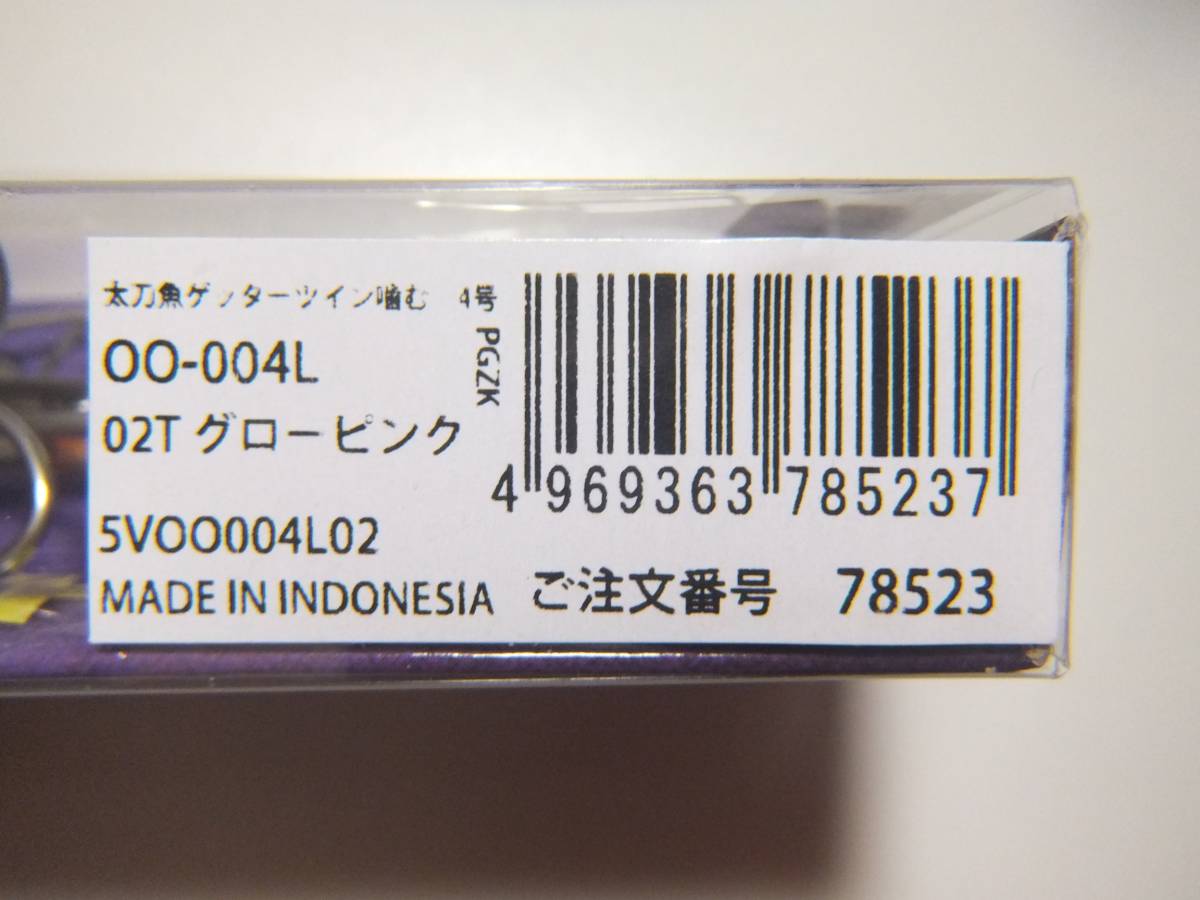 太刀魚ゲッターツイン噛む 4号
OO-004L
PGZK
02T グローピンク
4 969363 785237
5VOO004L02
MADE IN INDONESIA
ご注文番号 78523